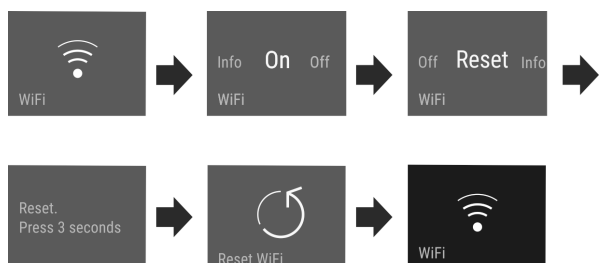 WiFi
Info On Off
WiFi
Off Reset Info
WiFi
Reset.
Press 3 seconds
Reset WiFi
WiFi